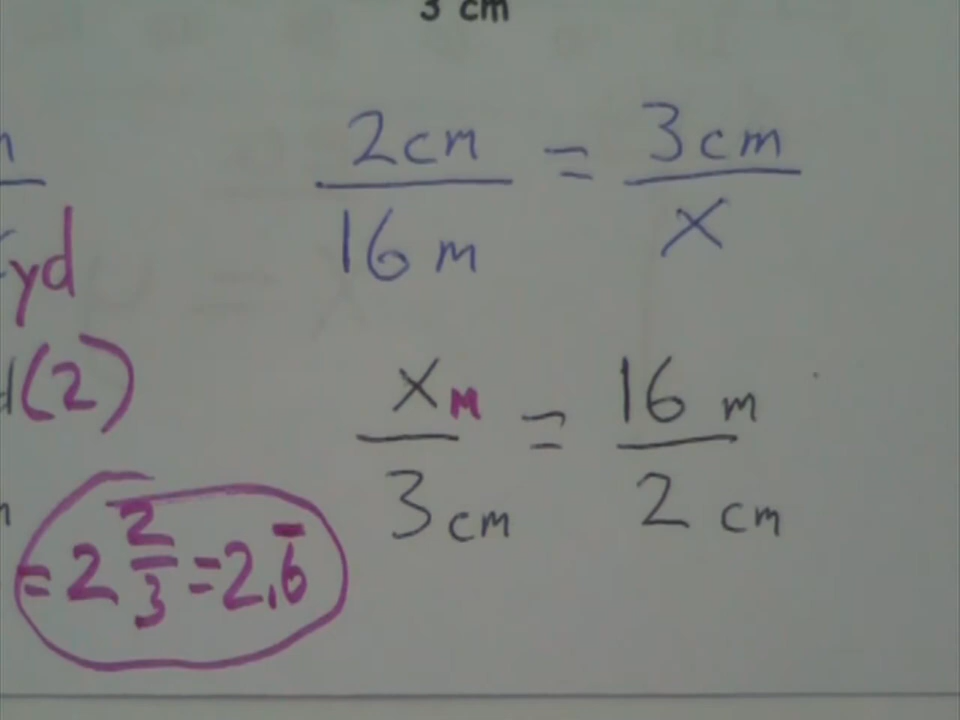 3 cm
2cm = 3cm
16 m x
yd
(2)
x m = 16 m
3 cm 2 cm
= 2 2/3 = 2.6̅